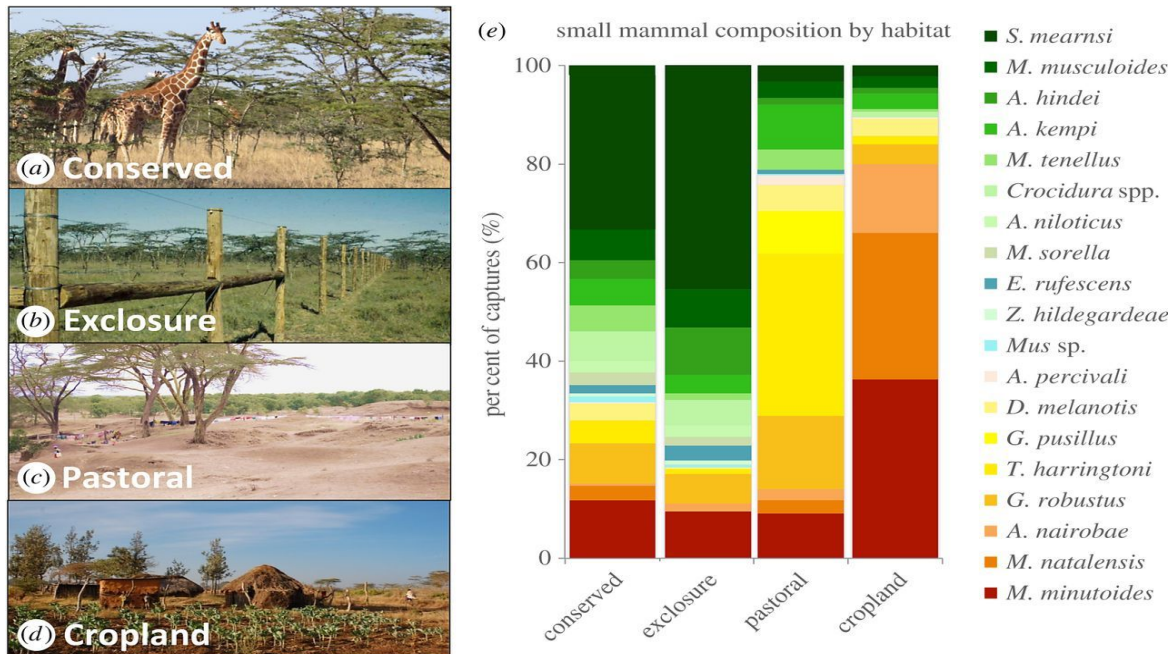 (a) Conserved
(b) Exclosure
(c) Pastoral
(d) Cropland
(e) small mammal composition by habitat
per cent of captures (%)
100
80
60
40
20
0
conserved
exclosure
pastoral
cropland
S. mearnsi
M. musculoides
A. hindei
A. kempi
M. tenellus
Crocidura spp.
A. niloticus
M. sorella
E. rufescens
Z. hildegardeae
Mus sp.
A. percivali
D. melanotis
G. pusillus
T. harringtoni
G. robustus
A. nairobae
M. natalensis
M. minutoides